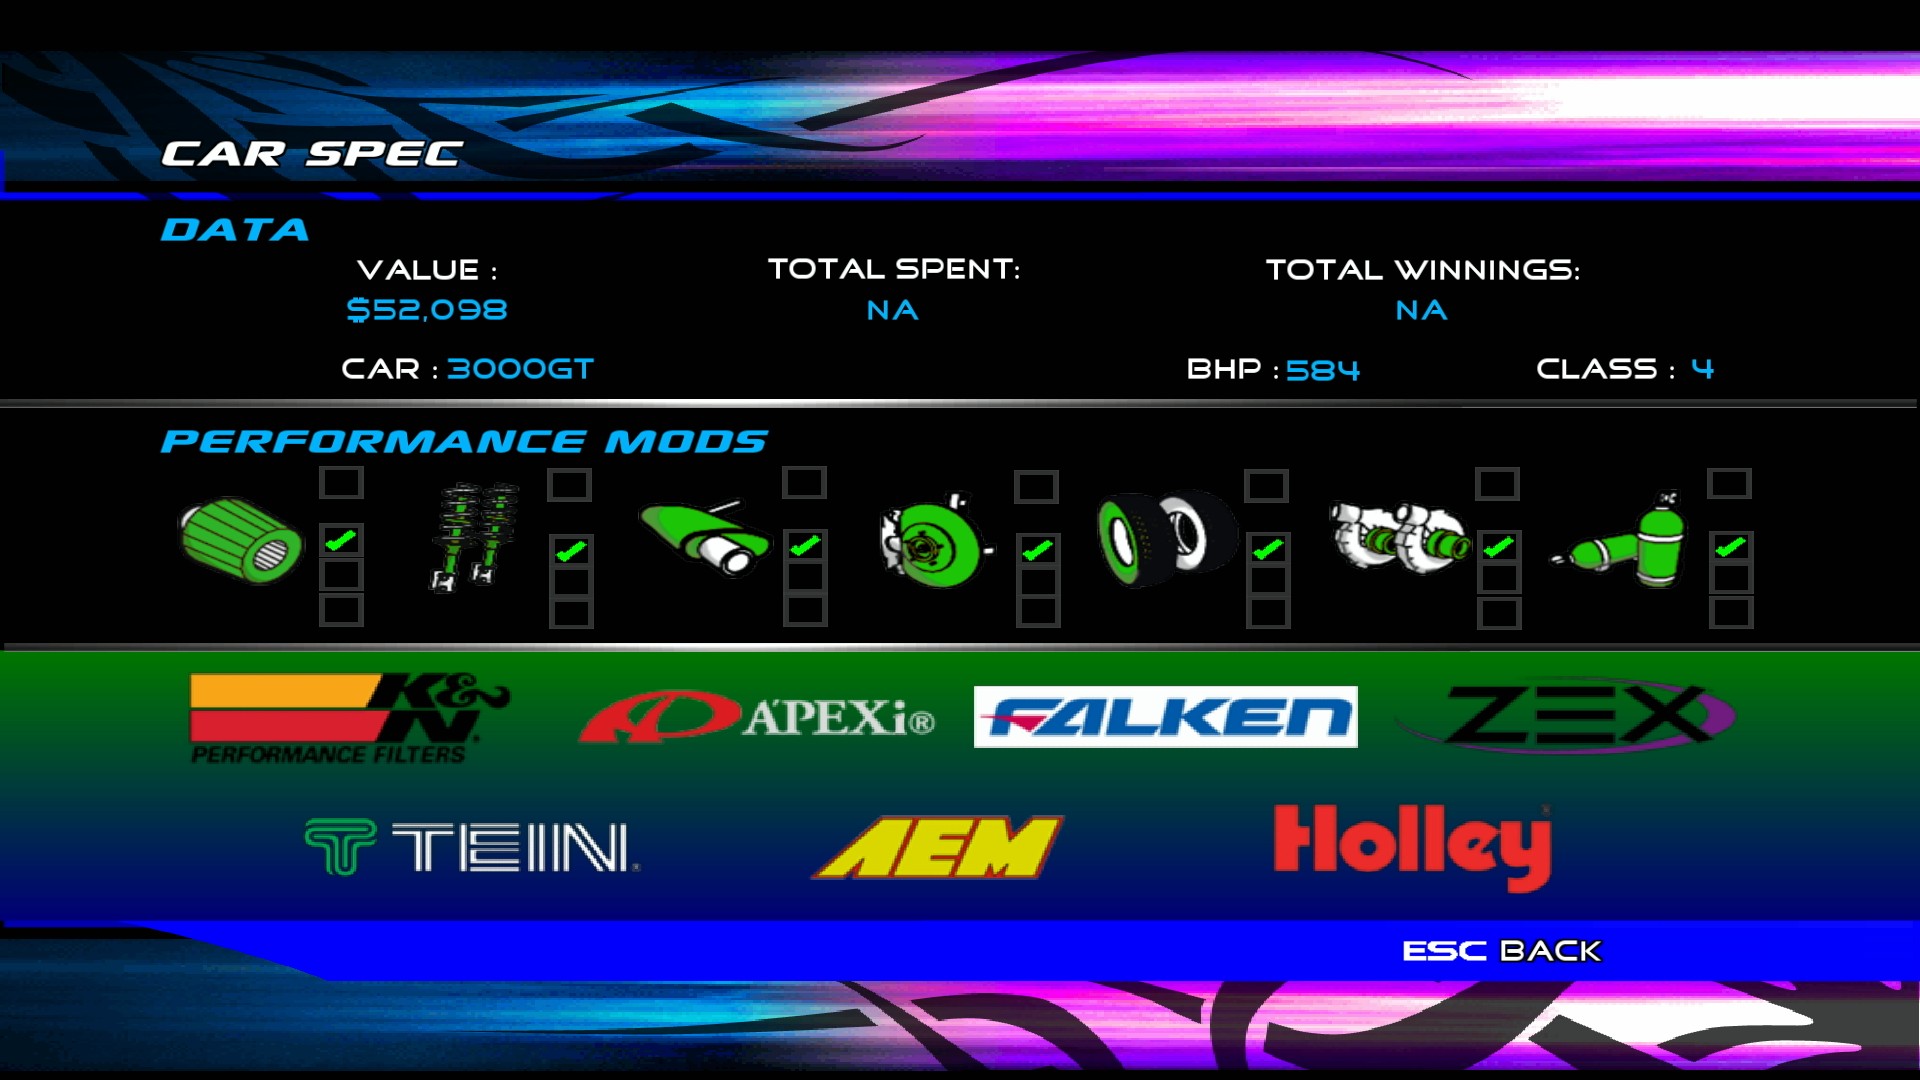 CAR SPEC
DATA
VALUE : TOTAL SPENT: TOTAL WINNINGS:
$52,098 NA NA
CAR : 3000GT BHP : 584 CLASS : 4
PERFORMANCE MODS
K&N.
PERFORMANCE FILTERS
A'PEXi® FALKEN ZEX
TEIN. AEM Holley
ESC BACK